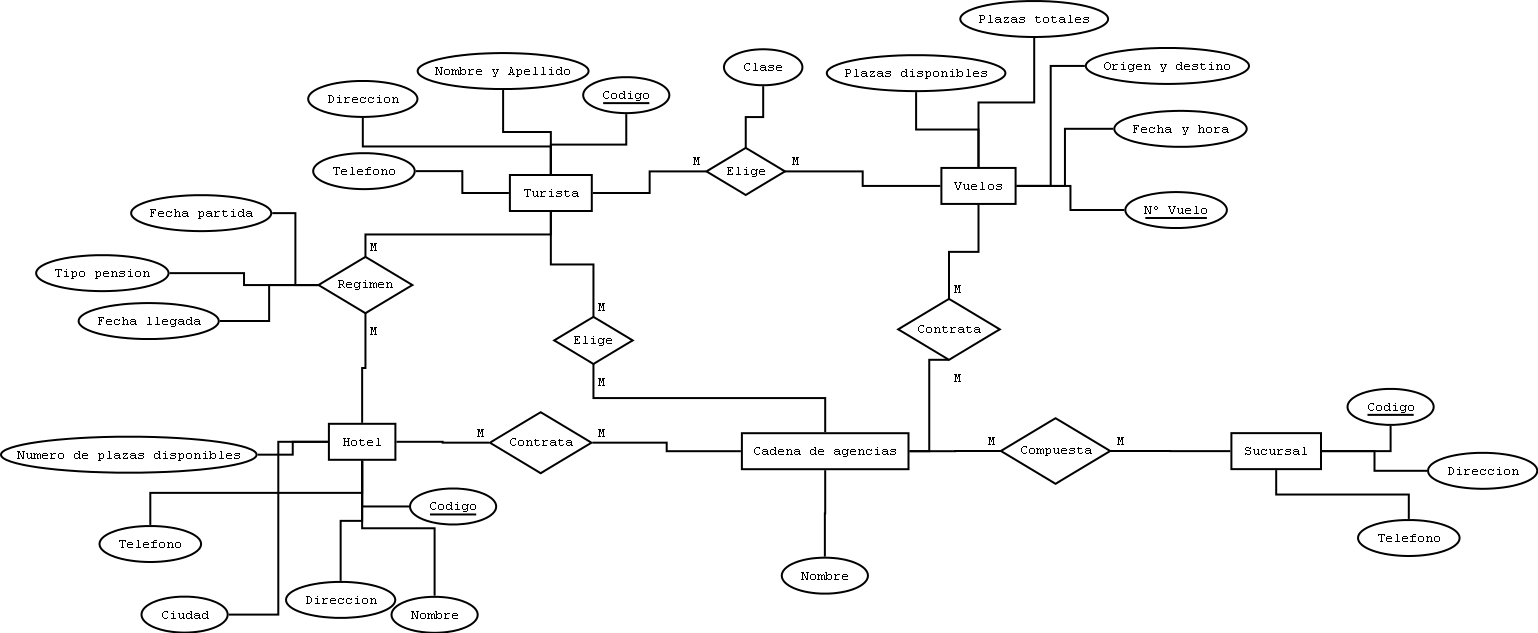 Plazas totales
Nombre y Apellido
Clase
Plazas disponibles
Origen y destino
Direccion
Codigo
Fecha y hora
Telefono
M
Elige
M
Turista
Vuelos
Nº Vuelo
Fecha partida
M
Tipo pension
Regimen
M
Fecha llegada
M
Contrata
M
Elige
M
M
Codigo
Numero de plazas disponibles
Hotel
M
Contrata
M
Cadena de agencias
M
Compuesta
M
Sucursal
Direccion
Codigo
Telefono
Telefono
Nombre
Ciudad
Direccion
Nombre